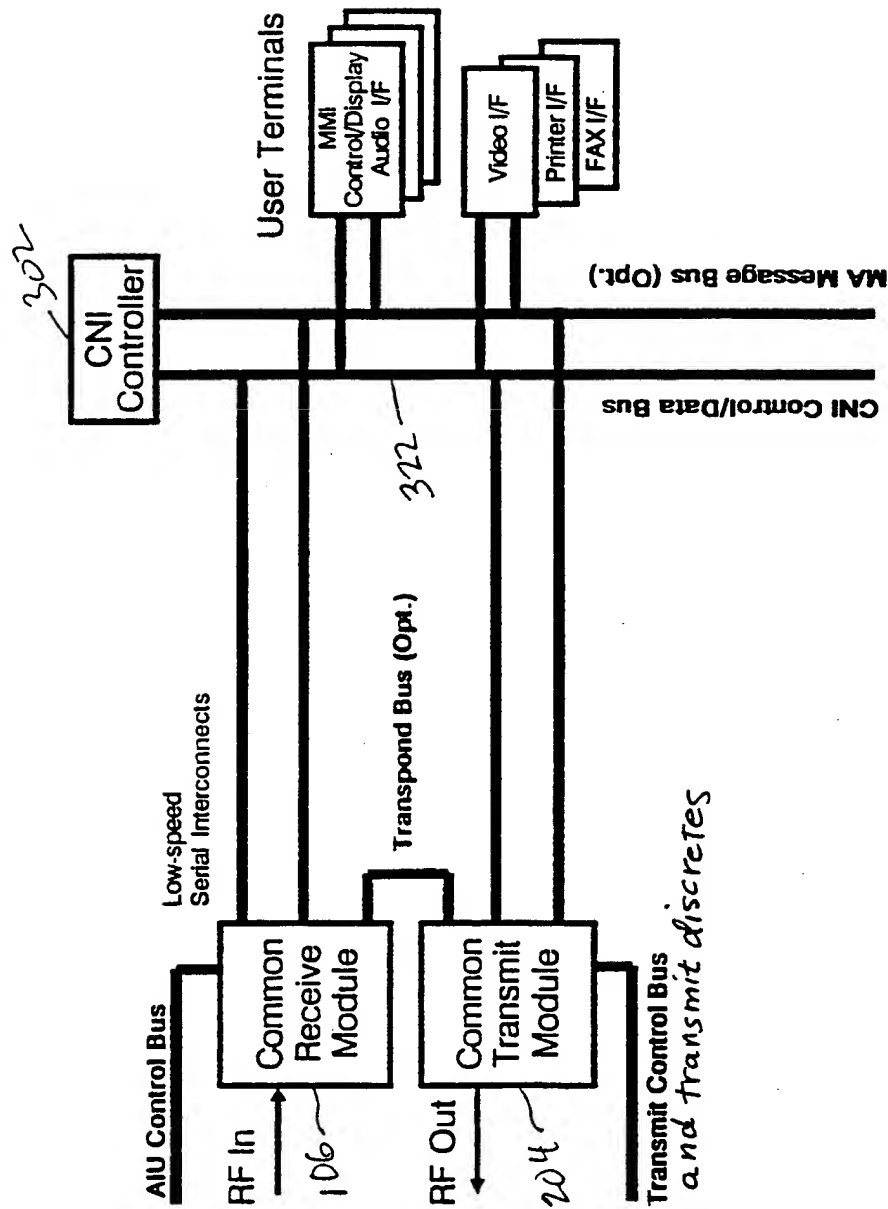 302
CNI
Controller
User Terminals
MMI
Control/Display
Audio I/F
Video I/F
Printer I/F
FAX I/F
MA Message Bus (Opt.)
CNI Control/Data Bus
322
Low-speed
Serial Interconnects
Transpond Bus (Opt.)
AIU Control Bus
RF In
Common
Receive
Module
106
RF Out
Common
Transmit
Module
204
Transmit Control Bus
and transmit discretes